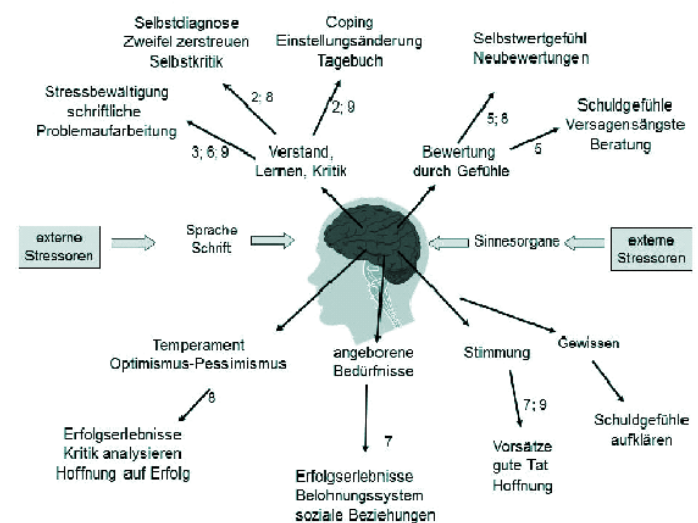 Selbstdiagnose
Zweifel zerstreuen
Selbstkritik
Coping
Einstellungsänderung
Tagebuch
Selbstwertgefühl
Neubewertungen
Stressbewältigung
schriftliche
Problemaufarbeitung
2; 8
2; 9
5; 8
Schuldgefühle
Versagensängste
Beratung
3; 6; 9
Verstand,
Lernen, Kritik
Bewertung
durch Gefühle
5
externe
Stressoren
Sprache
Schrift
Sinnesorgane
externe
Stressoren
Temperament
Optimismus-Pessimismus
angeborene
Bedürfnisse
Stimmung
Gewissen
8
7
7; 9
Erfolgserlebnisse
Kritik analysieren
Hoffnung auf Erfolg
Erfolgserlebnisse
Belohnungssystem
soziale Beziehungen
Vorsätze
gute Tat
Hoffnung
Schuldgefühle
aufklären